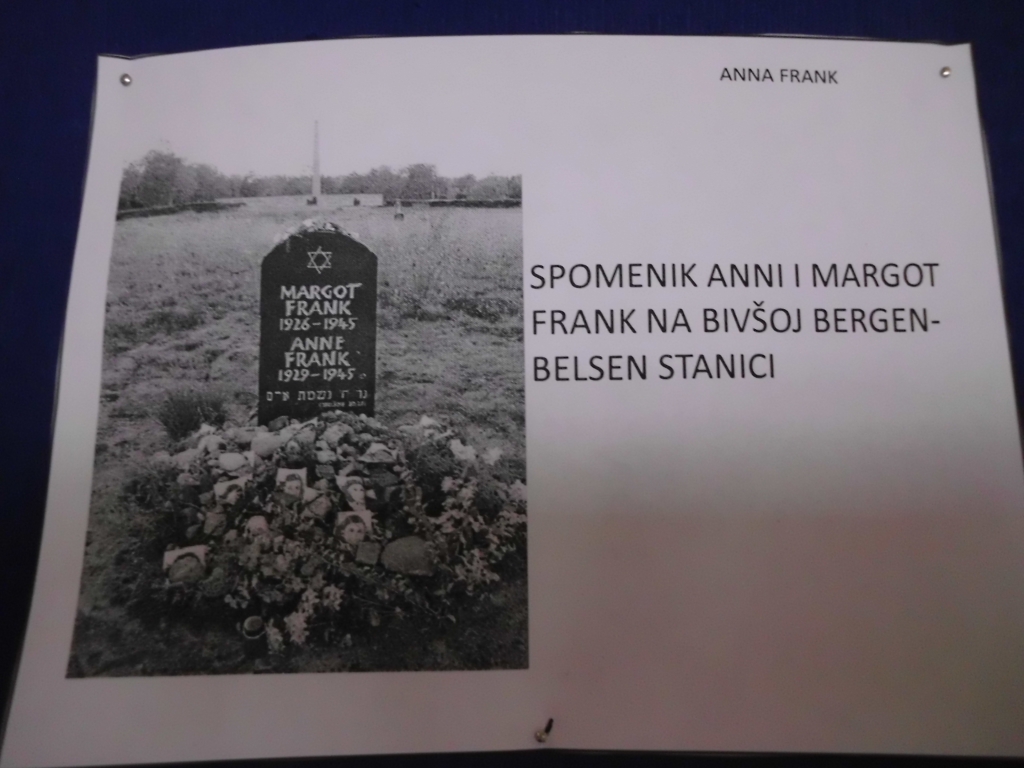 ANNA FRANK
MARGOT
FRANK
1926-1945
ANNE
FRANK
1929-1945
SPOMENIK ANNI I MARGOT
FRANK NA BIVŠOJ BERGEN-
BELSEN STANICI